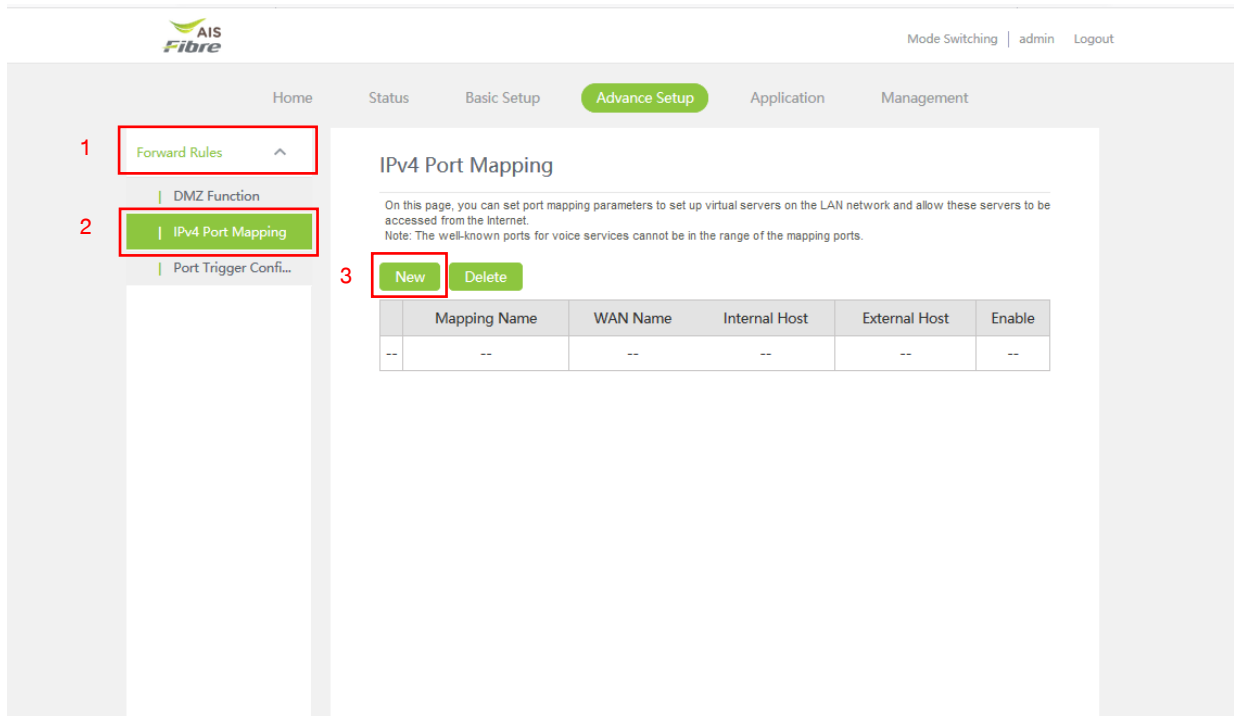 AIS
Fibre
Mode Switching | admin Logout
Home Status Basic Setup Advance Setup Application Management
1
Forward Rules
| DMZ Function
2
| IPv4 Port Mapping
| Port Trigger Confi...
IPv4 Port Mapping
On this page, you can set port mapping parameters to set up virtual servers on the LAN network and allow these servers to be
accessed from the Internet.
Note: The well-known ports for voice services cannot be in the range of the mapping ports.
3
New Delete
Mapping Name WAN Name Internal Host External Host Enable
-- -- -- -- -- --